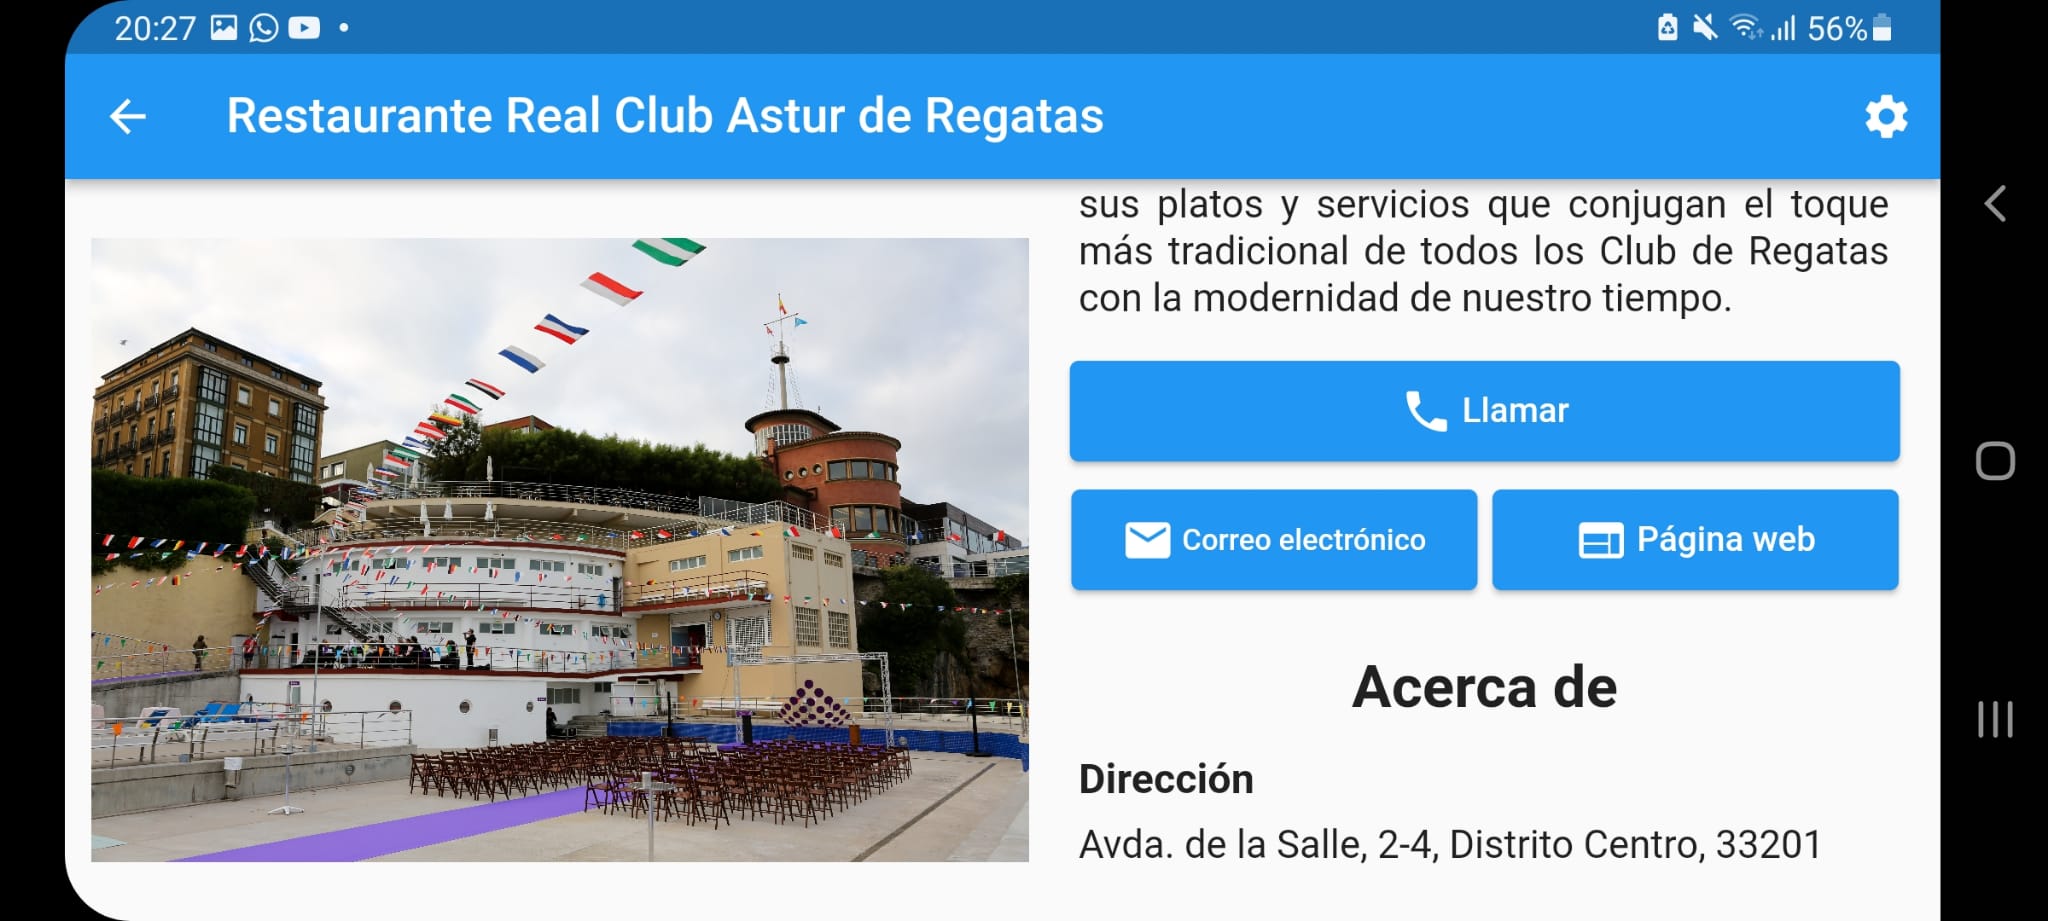 20:27
56%
Restaurante Real Club Astur de Regatas
sus platos y servicios que conjugan el toque
más tradicional de todos los Club de Regatas
con la modernidad de nuestro tiempo.
Llamar
Correo electrónico
Página web
Acerca de
Dirección
Avda. de la Salle, 2-4, Distrito Centro, 33201